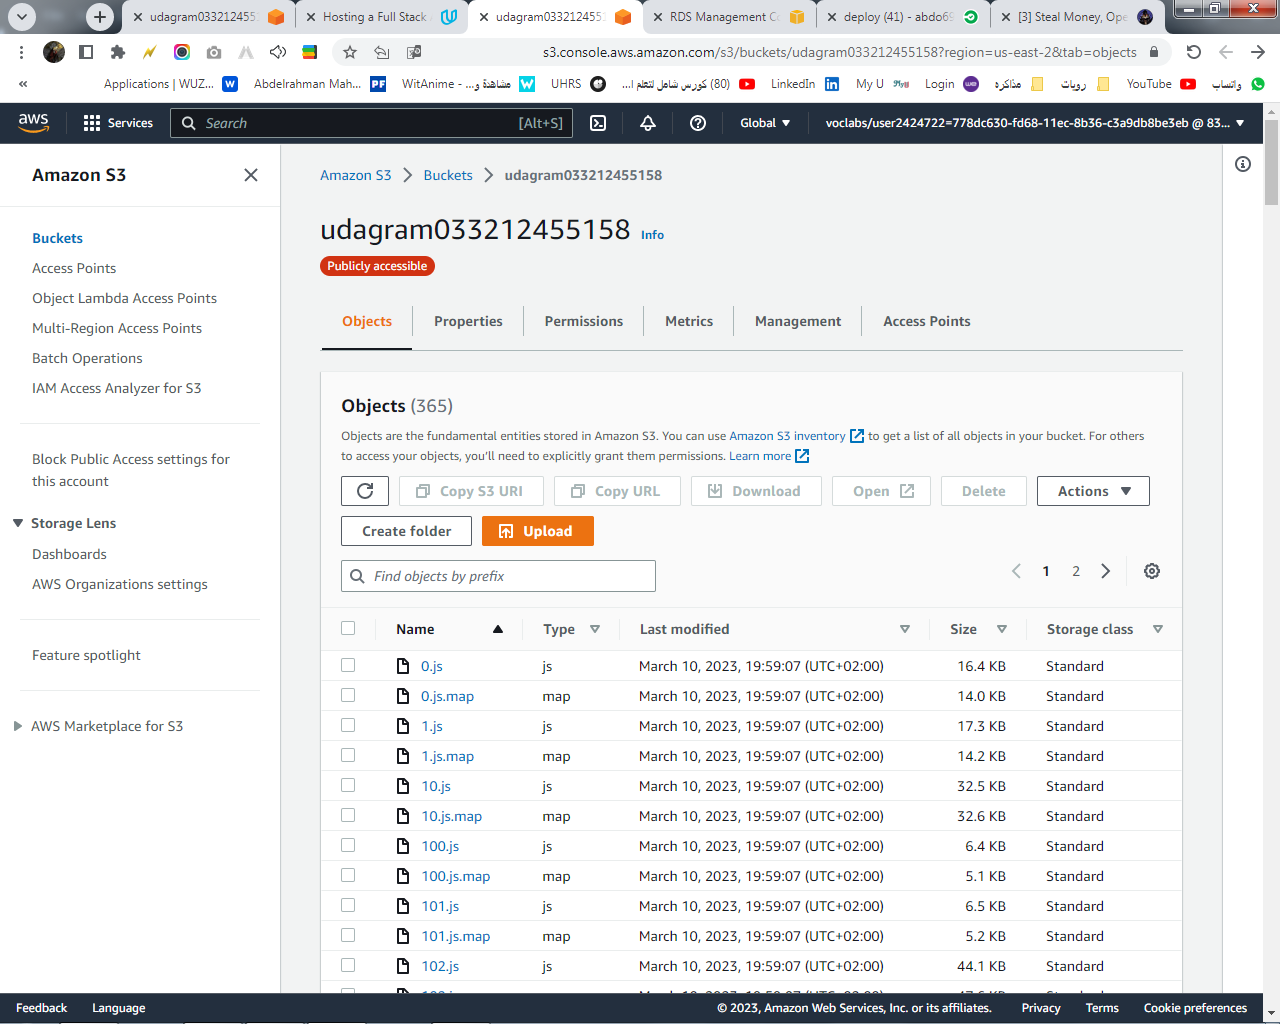 udagram033212455
Hosting a Full Stack
udagram033212455
RDS Management Co
deploy (41) - abdo69
[3] Steal Money, Ope
s3.console.aws.amazon.com/s3/buckets/udagram033212455158?region=us-east-2&tab=objects
Applications | WUZ...
W
Abdelrahman Mah...
PF
WitAnime - مشاهدة و...
UHRS
(80) كورس شامل لتعلم ا...
LinkedIn
My U
Login
مذاكره
رويات
YouTube
واتساب
aws
Services
Search
[Alt+S]
Global
voclabs/user2424722=778dc630-fd68-11ec-8b36-c3a9db8be3eb @ 83...
Amazon S3
Buckets
Access Points
Object Lambda Access Points
Multi-Region Access Points
Batch Operations
IAM Access Analyzer for S3
Block Public Access settings for
this account
Storage Lens
Dashboards
AWS Organizations settings
Feature spotlight
AWS Marketplace for S3
Amazon S3 > Buckets > udagram033212455158
udagram033212455158 Info
Publicly accessible
Objects Properties Permissions Metrics Management Access Points
Objects (365)
Objects are the fundamental entities stored in Amazon S3. You can use Amazon S3 inventory to get a list of all objects in your bucket. For others
to access your objects, you'll need to explicitly grant them permissions. Learn more
Copy S3 URI Copy URL Download Open Delete Actions
Create folder Upload
Find objects by prefix
1 2
Name Type Last modified Size Storage class
0.js js March 10, 2023, 19:59:07 (UTC+02:00) 16.4 KB Standard
0.js.map map March 10, 2023, 19:59:07 (UTC+02:00) 14.0 KB Standard
1.js js March 10, 2023, 19:59:07 (UTC+02:00) 17.3 KB Standard
1.js.map map March 10, 2023, 19:59:07 (UTC+02:00) 14.2 KB Standard
10.js js March 10, 2023, 19:59:07 (UTC+02:00) 32.5 KB Standard
10.js.map map March 10, 2023, 19:59:07 (UTC+02:00) 32.6 KB Standard
100.js js March 10, 2023, 19:59:07 (UTC+02:00) 6.4 KB Standard
100.js.map map March 10, 2023, 19:59:07 (UTC+02:00) 5.1 KB Standard
101.js js March 10, 2023, 19:59:07 (UTC+02:00) 6.5 KB Standard
101.js.map map March 10, 2023, 19:59:07 (UTC+02:00) 5.2 KB Standard
102.js js March 10, 2023, 19:59:07 (UTC+02:00) 44.1 KB Standard
Feedback Language © 2023, Amazon Web Services, Inc. or its affiliates. Privacy Terms Cookie preferences